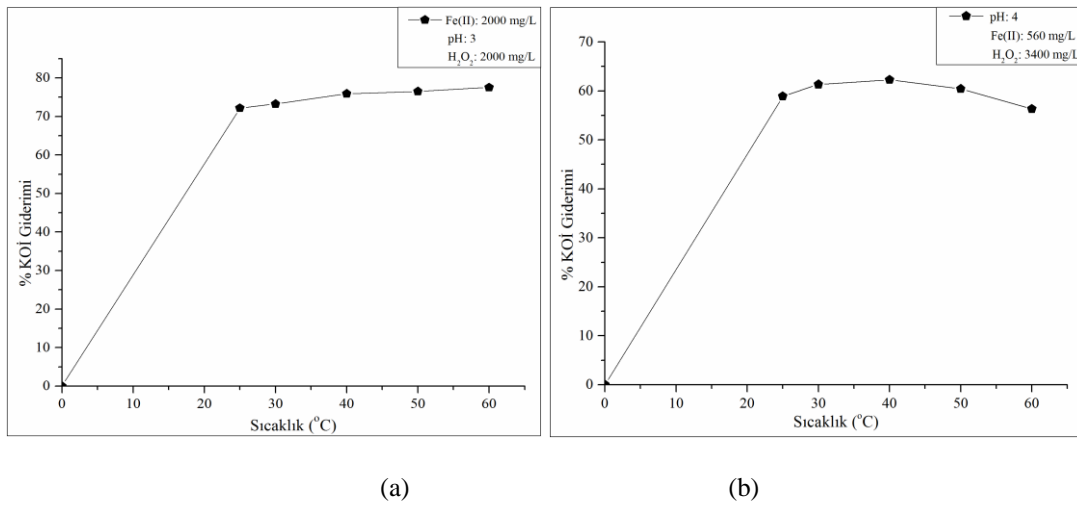 Fe(II): 2000 mg/L
pH: 3
H₂O₂: 2000 mg/L
80
70
60
50
40
30
20
10
0
% KOİ Giderimi
0 10 20 30 40 50 60
Sıcaklık (°C)
pH: 4
Fe(II): 560 mg/L
H₂O₂: 3400 mg/L
70
60
50
40
30
20
10
0
% KOİ Giderimi
0 10 20 30 40 50 60
Sıcaklık (°C)
(a) (b)